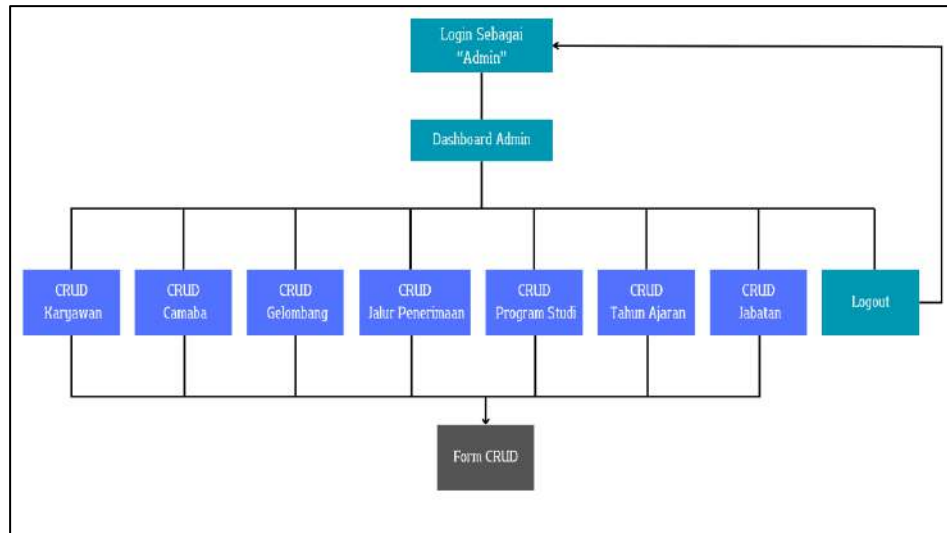 Login Sebagai
"Admin"
Dashboard Admin
CRUD
Karyawan
CRUD
Camaba
CRUD
Gelombang
CRUD
Jalur Penerimaan
CRUD
Program Studi
CRUD
Tahun Ajaran
CRUD
Jabatan
Logout
Form CRUD